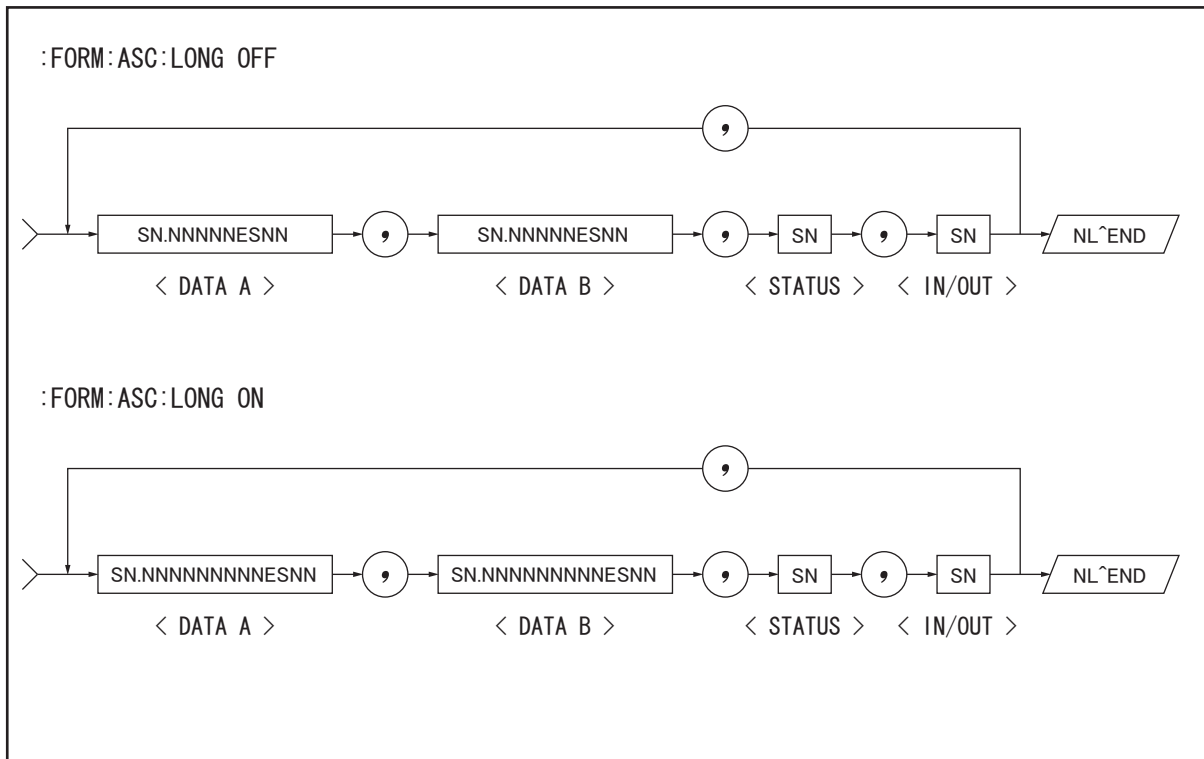 :FORM:ASC:LONG OFF
,
SN.NNNNNESNN , SN.NNNNNESNN , SN , SN NL^END
< DATA A > < DATA B > < STATUS > < IN/OUT >
:FORM:ASC:LONG ON
,
SN.NNNNNNNNNESNN , SN.NNNNNNNNNESNN , SN , SN NL^END
< DATA A > < DATA B > < STATUS > < IN/OUT >